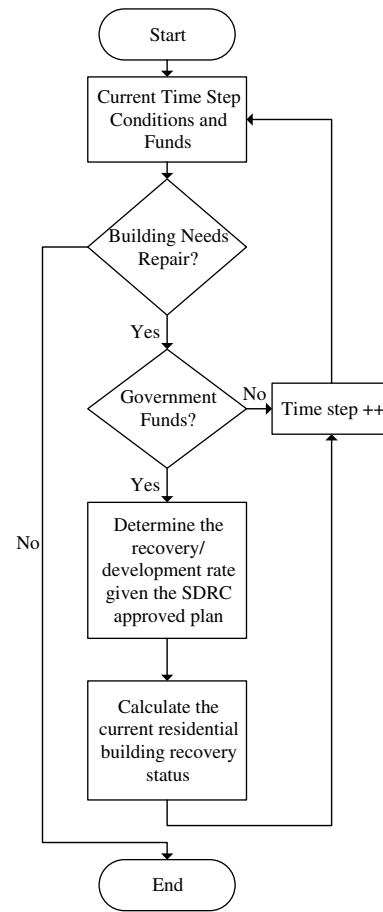 Start
Current Time Step
Conditions and
Funds
Building Needs
Repair?
Yes
Government
Funds?
No
Time step ++
Yes
Determine the
recovery/
development rate
given the SDRC
approved plan
No
Calculate the
current residential
building recovery
status
End